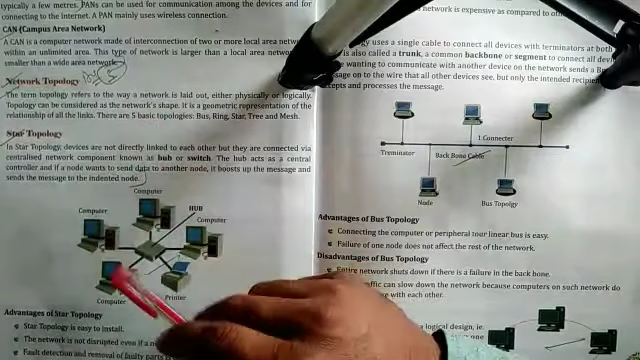 typically a few metres. PANs can be used for communication among the devices and for
connecting to the internet. A PAN mainly uses wireless connection.
CAN (Campus Area Network)
A CAN is a computer network made of interconnection of two or more local area
within an unlimited area. This type of network is larger than a local area
smaller than a wide area network.
Network Topology
The term topology refers to the way a network is laid out, either physically or logically.
Topology can be considered as the network's shape. It is a geometric representation of the
relationship of all the links. There are 5 basic topologies: Bus, Ring, Star, Tree and Mesh.
Star Topology
In Star Topology, devices are not directly linked to each other but they are connected via
centralised network component known as hub or switch. The hub acts as a central
controller and if a node wants to send data to another node, it boosts up the message and
sends the message to the indented node.
Computer
Computer
HUB
Computer
Computer
Printer
Advantages of Star Topology
Star Topology is easy to install.
The network is not disrupted even if a
Fault detection and removal of faulty parts is
network is expensive as compared to
uses a single cable to connect all devices with terminators at both
is also called a trunk, a common backbone or segment to connect all
wanting to communicate with another device on the network sends a
on to the wire that all other devices see, but only the intended
and processes the message.
1 Connecter
Treminator
Back Bone Cable
Node
Bus Topolgy
Advantages of Bus Topology
Connecting the computer or peripheral tour linear bus is easy.
Failure of one node does not affect the rest of the network.
Disadvantages of Bus Topology
Entire network shuts down if there is a failure in the back bone.
can slow down the network because computers on such network do
with each other.
a logical design, ie.
one